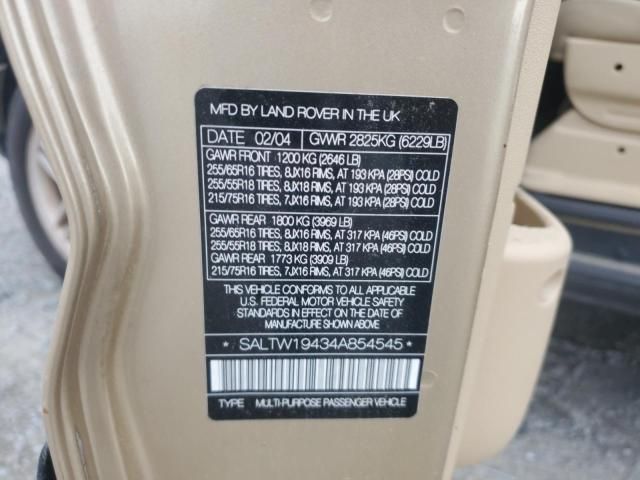 MFD BY LAND ROVER IN THE UK
DATE 02/04 GVWR 2825KG (6229LB)
GAWR FRONT 1200 KG (2646 LB)
255/65R16 TIRES, 8JX16 RIMS, AT 193 KPA (28PSI) COLD
255/55R18 TIRES, 8JX18 RIMS, AT 193 KPA (28PSI) COLD
215/75R16 TIRES, 7JX16 RIMS, AT 193 KPA (28PSI) COLD
GAWR REAR 1800 KG (3969 LB)
255/65R16 TIRES, 8JX16 RIMS, AT 317 KPA (46PSI) COLD
255/55R18 TIRES, 8JX18 RIMS, AT 317 KPA (46PSI) COLD
GAWR REAR 1773 KG (3909 LB)
215/75R16 TIRES, 7JX16 RIMS, AT 317 KPA (46PSI) COLD
THIS VEHICLE CONFORMS TO ALL APPLICABLE
U.S. FEDERAL MOTOR VEHICLE SAFETY
STANDARDS IN EFFECT ON THE DATE OF
MANUFACTURE SHOWN ABOVE
* SALTW19434A854545 *
TYPE MULTI-PURPOSE PASSENGER VEHICLE